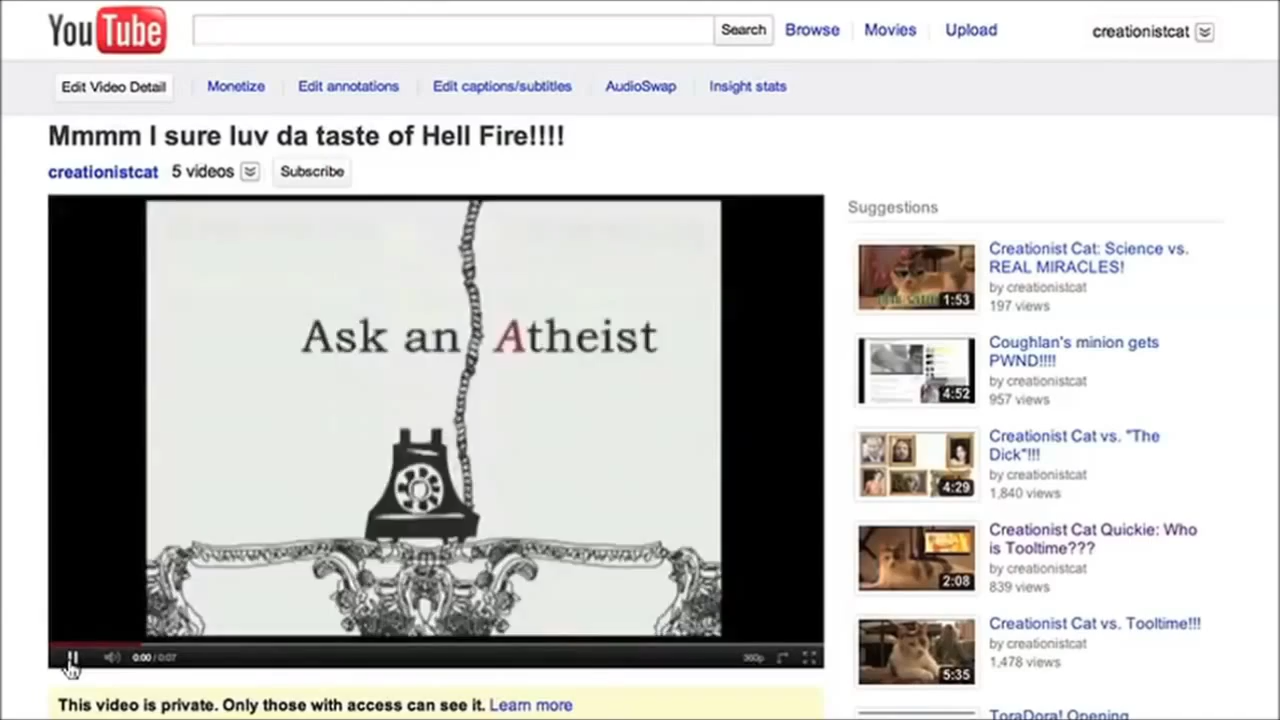 YouTube Search Browse Movies Upload creationistcat
Edit Video Detail Monetize Edit annotations Edit captions/subtitles AudioSwap Insight stats
Mmmm I sure luv da taste of Hell Fire!!!!
creationistcat 5 videos Subscribe
Ask an Atheist
0:00 / 0:07 360p
This video is private. Only those with access can see it. Learn more
Suggestions
1:53
Creationist Cat: Science vs.
REAL MIRACLES!
by creationistcat
197 views
4:52
Coughlan's minion gets
PWND!!!!
by creationistcat
957 views
4:29
Creationist Cat vs. "The
Dick"!!!
by creationistcat
1,840 views
2:08
Creationist Cat Quickie: Who
is Tooltime???
by creationistcat
839 views
5:35
Creationist Cat vs. Tooltime!!!
by creationistcat
1,478 views
ToraDora! Opening